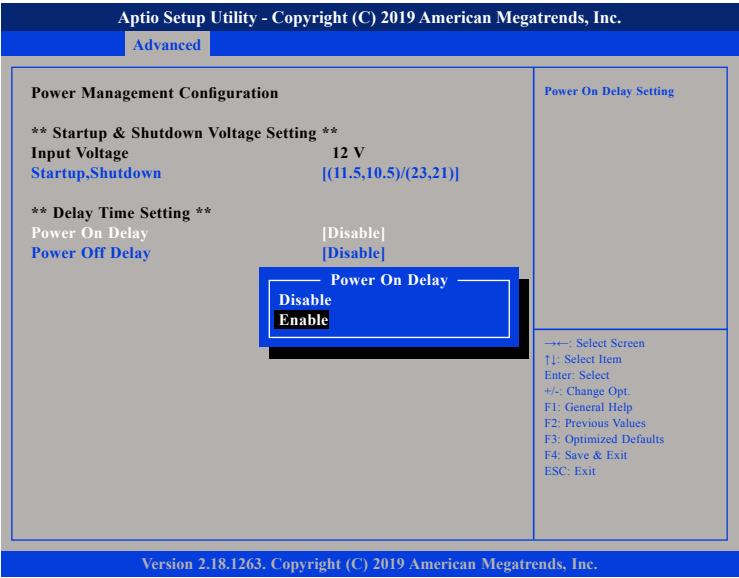 Aptio Setup Utility - Copyright (C) 2019 American Megatrends, Inc.
Advanced
Power Management Configuration
** Startup & Shutdown Voltage Setting **
Input Voltage 12 V
Startup,Shutdown [(11.5,10.5)/(23,21)]
** Delay Time Setting **
Power On Delay [Disable]
Power Off Delay [Disable]
Power On Delay
Disable
Enable
Power On Delay Setting
→←: Select Screen
↑↓: Select Item
Enter: Select
+/-: Change Opt.
F1: General Help
F2: Previous Values
F3: Optimized Defaults
F4: Save & Exit
ESC: Exit
Version 2.18.1263. Copyright (C) 2019 American Megatrends, Inc.